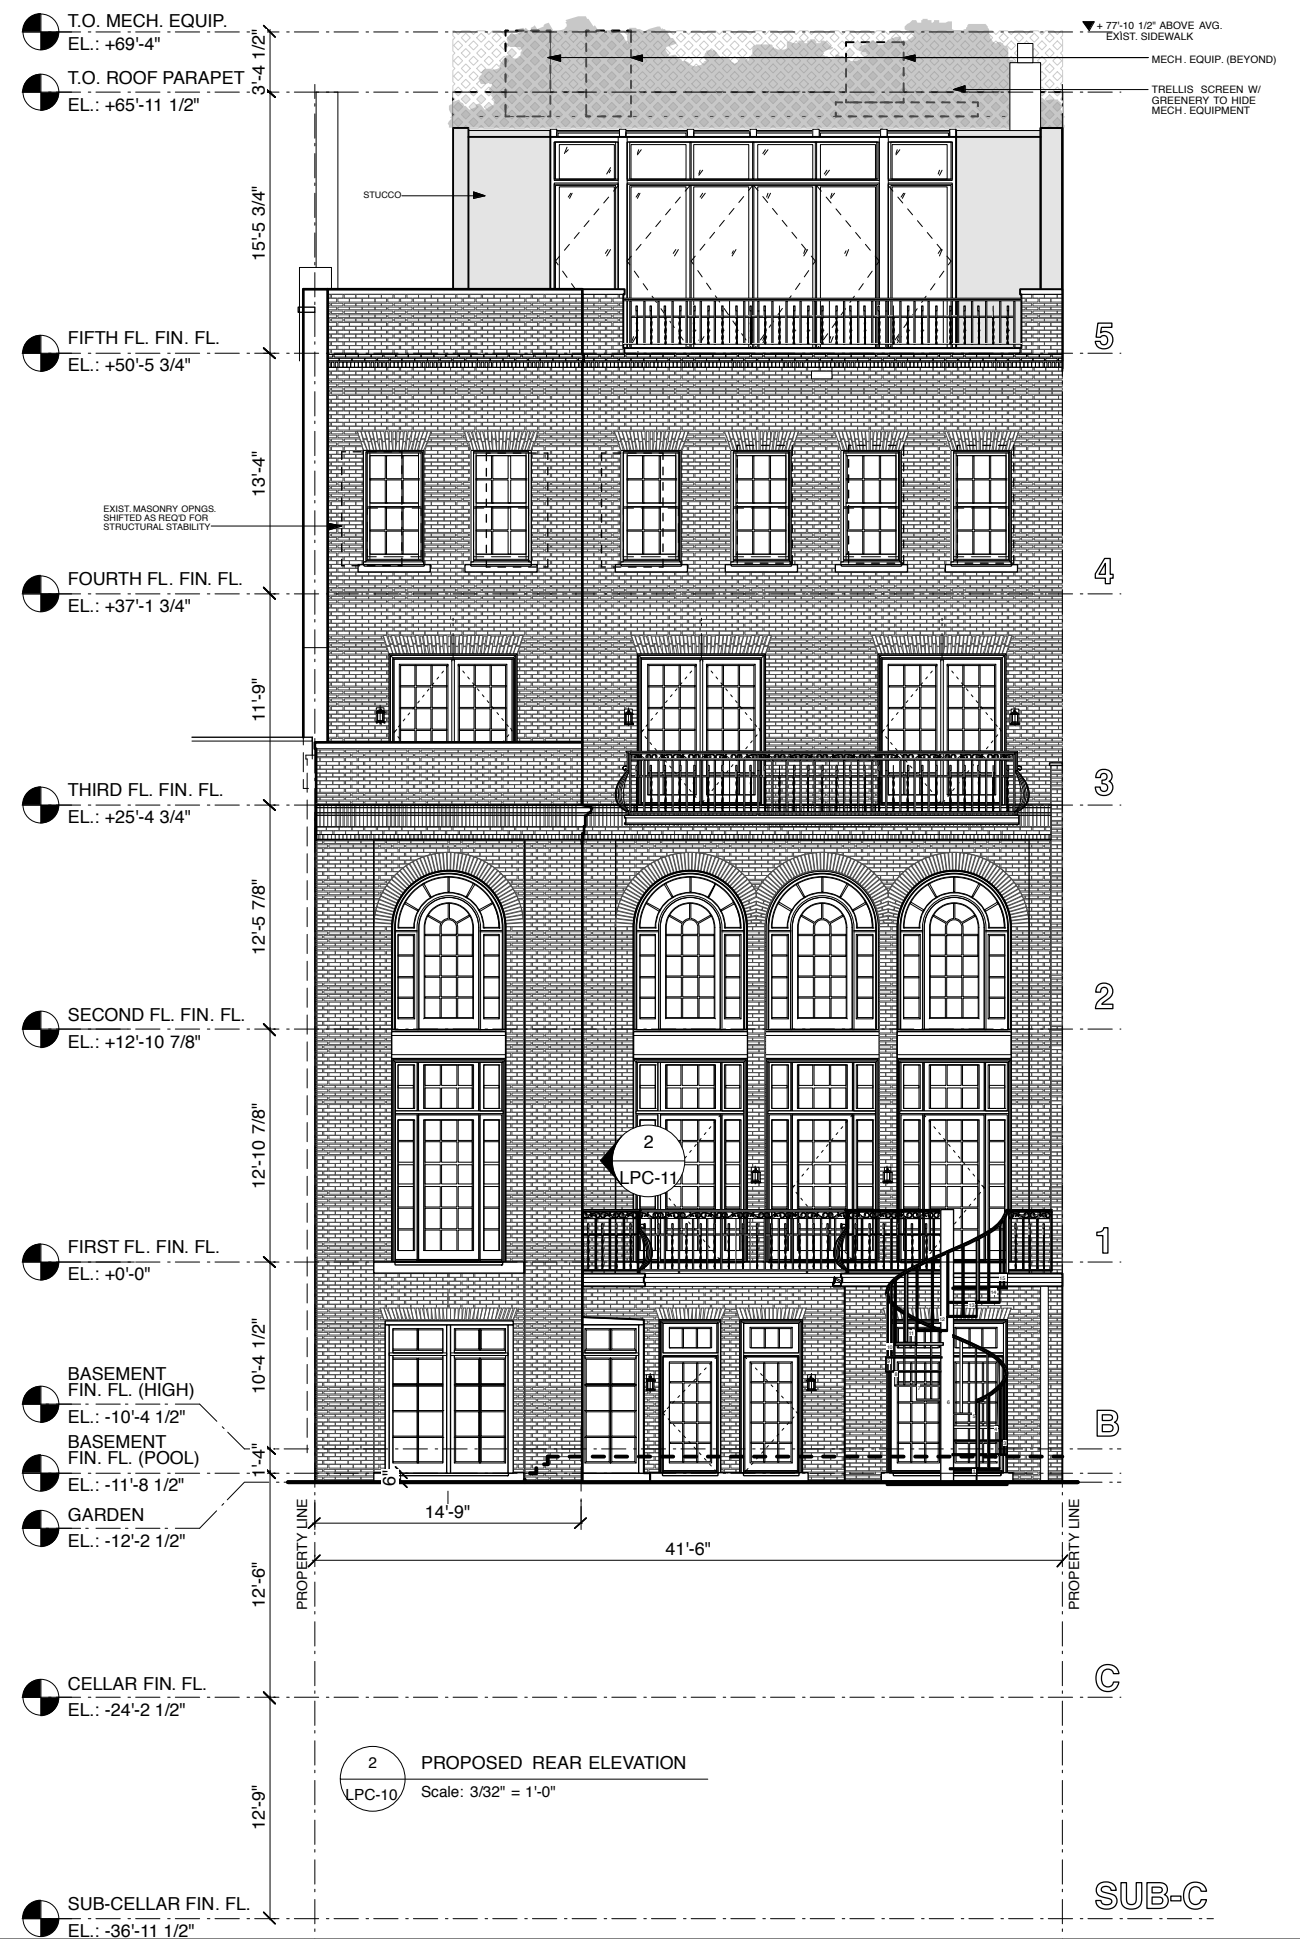 T.O. MECH. EQUIP.
EL.: +69'-4"
3'-4 1/2"
+ 77'-10 1/2" ABOVE AVG.
EXIST. SIDEWALK
MECH. EQUIP. (BEYOND)
T.O. ROOF PARAPET
EL.: +65'-11 1/2"
TRELLIS SCREEN W/
GREENERY TO HIDE
MECH. EQUIPMENT
STUCCO
15'-5 3/4"
FIFTH FL. FIN. FL.
EL.: +50'-5 3/4"
5
13'-4"
EXIST. MASONRY OPNGS.
SHIFTED AS REQ'D FOR
STRUCTURAL STABILITY
FOURTH FL. FIN. FL.
EL.: +37'-1 3/4"
4
11'-9"
THIRD FL. FIN. FL.
EL.: +25'-4 3/4"
3
12'-5 7/8"
SECOND FL. FIN. FL.
EL.: +12'-10 7/8"
2
12'-10 7/8"
2
LPC-11
FIRST FL. FIN. FL.
EL.: +0'-0"
1
10'-4 1/2"
BASEMENT
FIN. FL. (HIGH)
EL.: -10'-4 1/2"
B
BASEMENT
FIN. FL. (POOL)
EL.: -11'-8 1/2"
1'-4"
6"
GARDEN
EL.: -12'-2 1/2"
14'-9"
41'-6"
PROPERTY LINE
PROPERTY LINE
12'-6"
CELLAR FIN. FL.
EL.: -24'-2 1/2"
C
2
LPC-10
PROPOSED REAR ELEVATION
Scale: 3/32" = 1'-0"
12'-9"
SUB-CELLAR FIN. FL.
EL.: -36'-11 1/2"
SUB-C